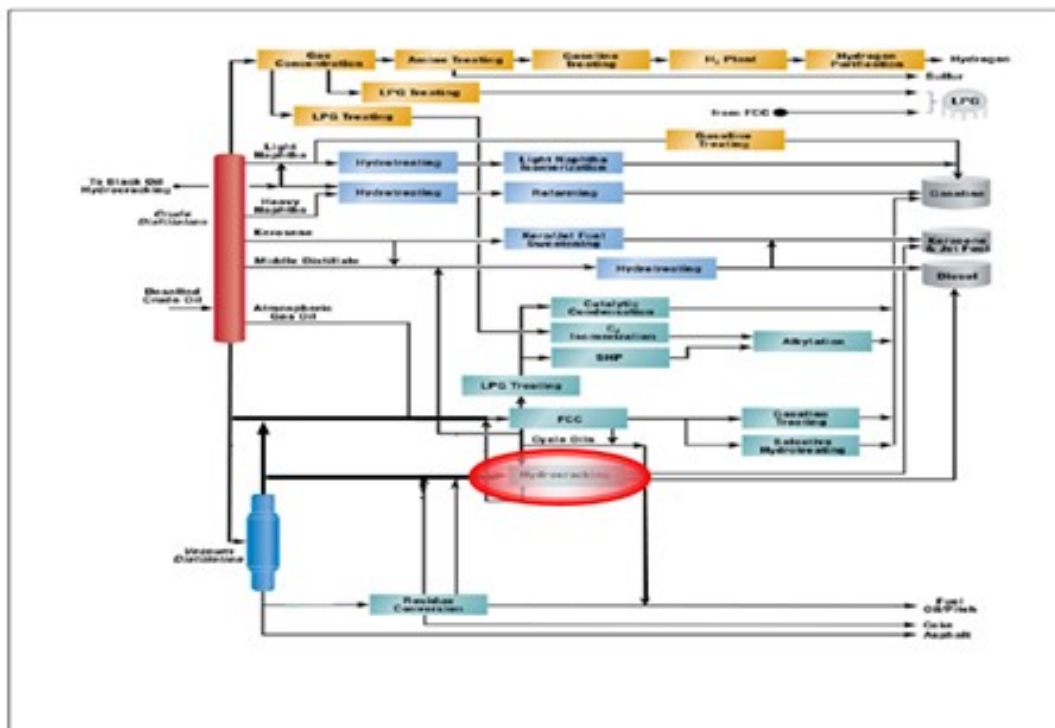 Gas
Concentration
Amine Treating
Gasoline
Treating
H₂ Plant
Hydrogen
Purification
Hydrogen
Sulfur
LPG Treating
LPG
LPG Treating
from FCC
Gasoline
Treating
Light
Naphtha
Hydrotreating
Light Naphtha
Isomerization
To Black Oil
Hydrocracking
Hydrotreating
Reforming
Gasoline
Heavy
Naphtha
Crude
Distillation
Kerosene
Kero/Jet Fuel
Sweetening
Kerosene
& Jet Fuel
Middle Distillate
Hydrotreating
Diesel
Desalted
Crude Oil
Atmospheric
Gas Oil
Catalytic
Condensation
Isomerization
Alkylation
SHP
LPG Treating
FCC
Gasoline
Treating
Cycle Oils
Selective
Hydrotreating
Hydrocracking
Vacuum
Distillation
Residue
Conversion
Fuel
Oil/Pitch
Coke
Asphalt